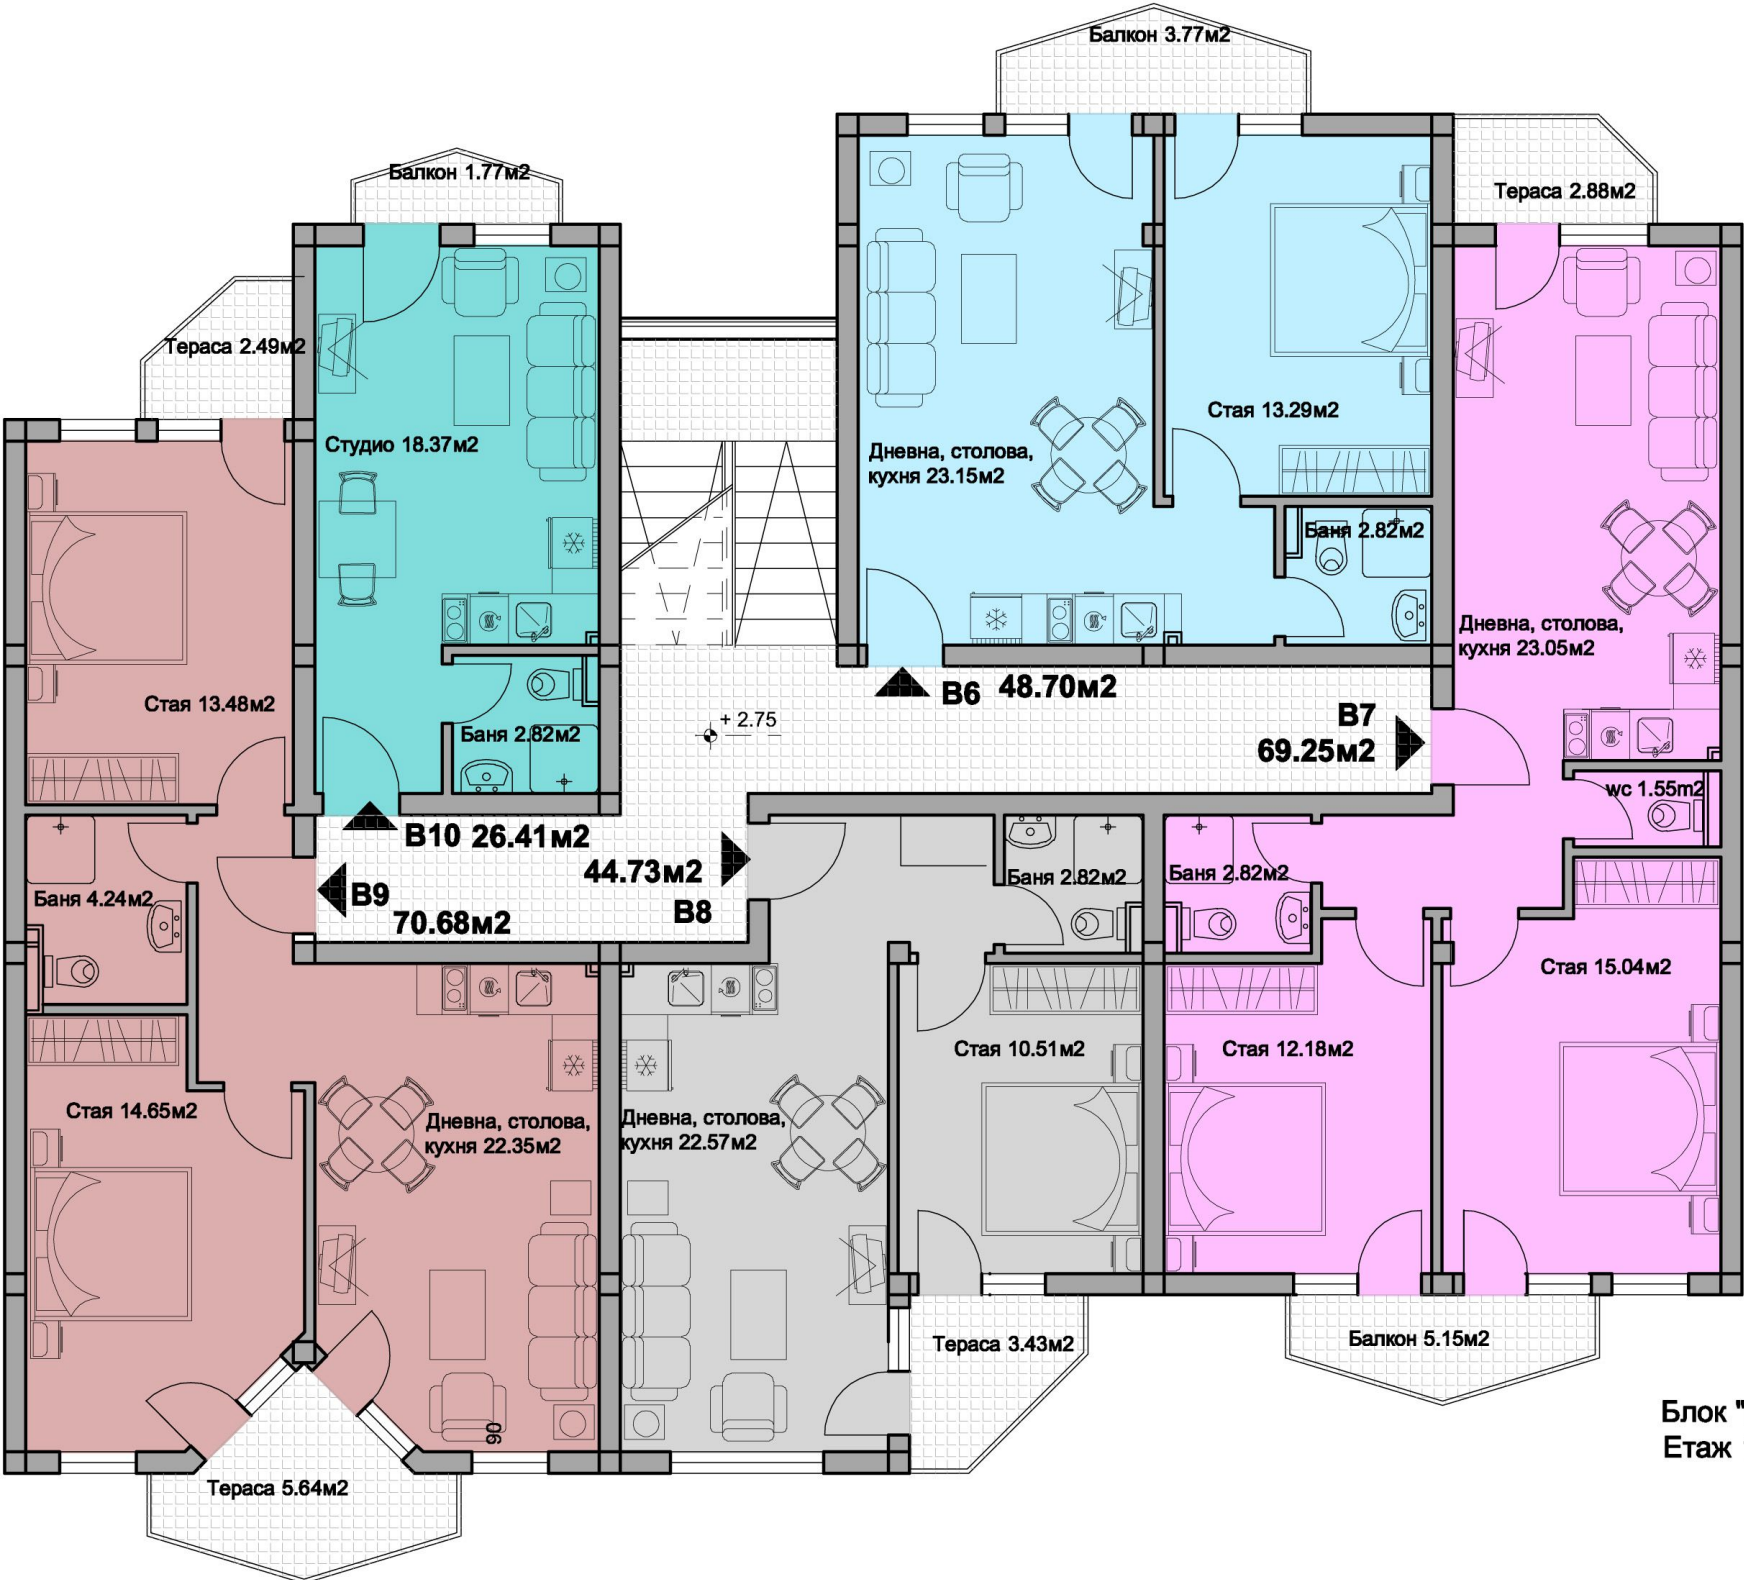 Балкон 3.77м2
Балкон 1.77м2
Тераса 2.88м2
Тераса 2.49м2
Студио 18.37м2
Стая 13.29м2
Дневна, столова,
кухня 23.15м2
Баня 2.82м2
Дневна, столова,
кухня 23.05м2
Стая 13.48м2
Баня 2.82м2
+ 2.75
B6 48.70м2
B7
69.25м2
wc 1.55m2
B10 26.41м2
44.73м2
B8
B9
70.68м2
Баня 4.24м2
Баня 2.82м2
Баня 2.82м2
Стая 15.04м2
Стая 10.51м2
Стая 12.18м2
Стая 14.65м2
Дневна, столова,
кухня 22.35м2
Дневна, столова,
кухня 22.57м2
Тераса 3.43м2
Балкон 5.15м2
90
Тераса 5.64м2
Блок "
Етаж